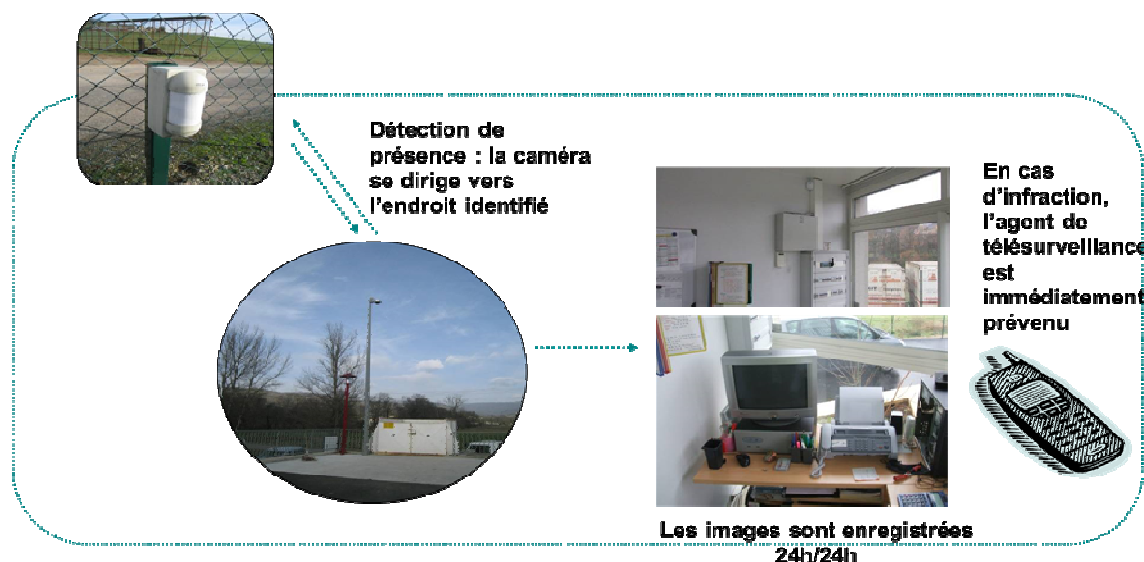 Détection de
présence : la caméra
se dirige vers
l'endroit identifié
En cas
d'infraction,
l'agent de
télésurveillance
est
immédiatement
prévenu
Les images sont enregistrées
24h/24h